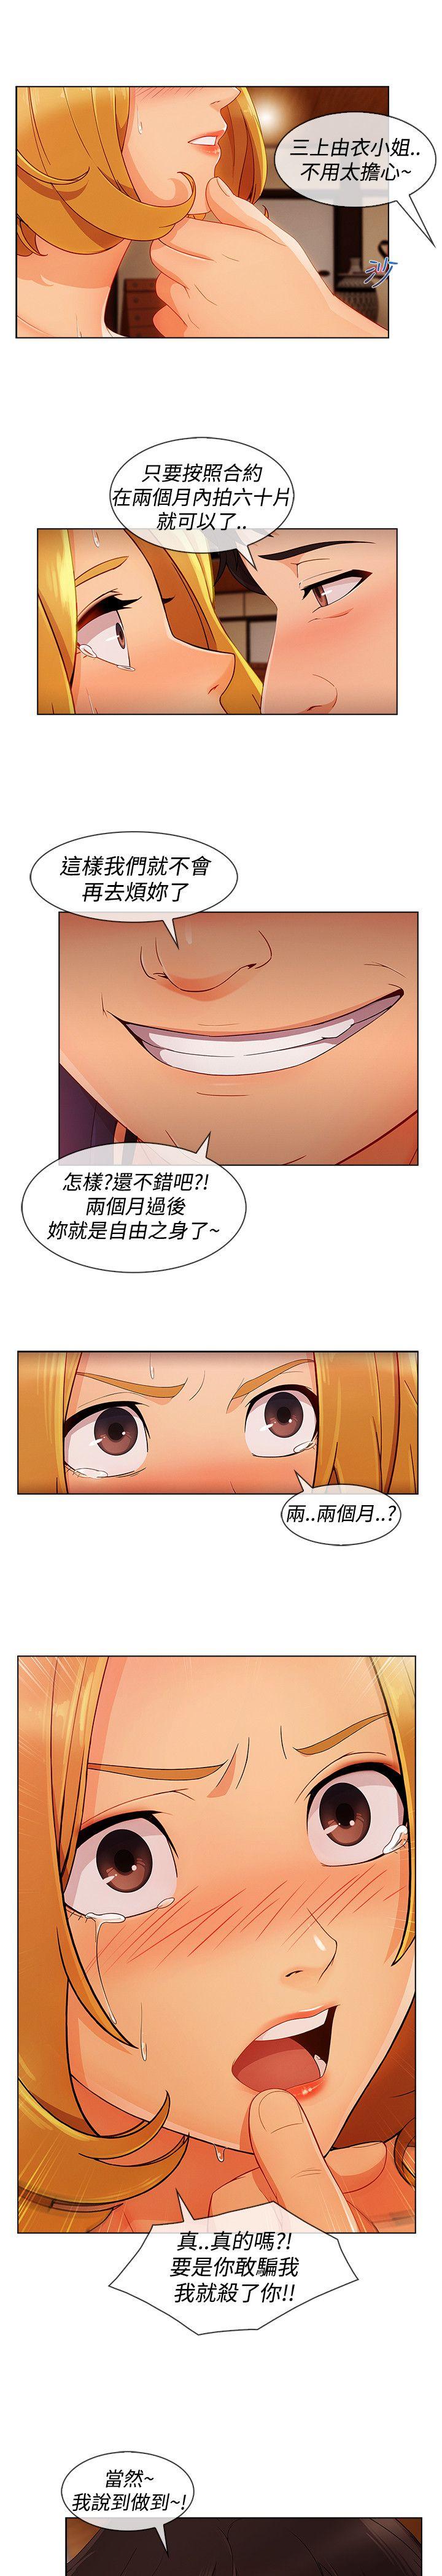 三上由衣小姐..
不用太擔心~
只要按照合約
在兩個月內拍六十片
就可以了..
這樣我們就不會
再去煩妳了
怎樣?還不錯吧?!
兩個月過後
妳就是自由之身了~
兩..兩個月..?
真..真的嗎?!
要是你敢騙我
我就殺了你!!
當然~
我說到做到~!